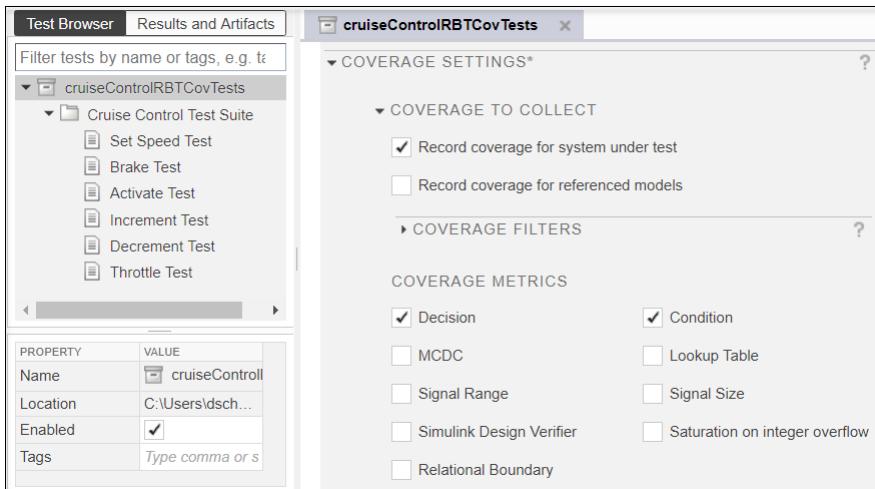 Test Browser
Results and Artifacts
Filter tests by name or tags, e.g. ta
cruiseControlRBTCovTests
Cruise Control Test Suite
Set Speed Test
Brake Test
Activate Test
Increment Test
Decrement Test
Throttle Test
PROPERTY VALUE
Name cruiseControll
Location C:\Users\dsch...
Enabled
Tags Type comma or s
cruiseControlRBTCovTests ×
COVERAGE SETTINGS* ?
COVERAGE TO COLLECT
Record coverage for system under test
Record coverage for referenced models
COVERAGE FILTERS ?
COVERAGE METRICS
Decision Condition
MCDC Lookup Table
Signal Range Signal Size
Simulink Design Verifier Saturation on integer overflow
Relational Boundary